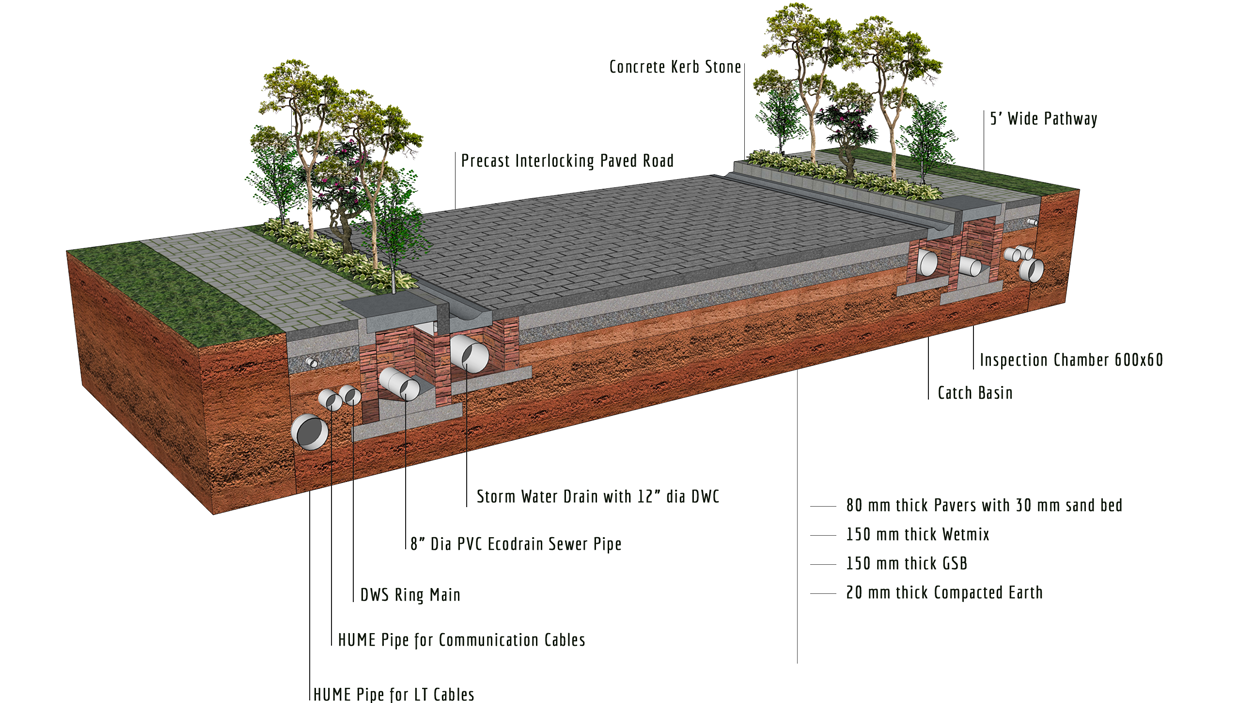 Concrete Kerb Stone
5' Wide Pathway
Precast Interlocking Paved Road
Inspection Chamber 600x60
Catch Basin
Storm Water Drain with 12" dia DWC
8" Dia PVC Ecodrain Sewer Pipe
DWS Ring Main
HUME Pipe for Communication Cables
HUME Pipe for LT Cables
80 mm thick Pavers with 30 mm sand bed
150 mm thick Wetmix
150 mm thick GSB
20 mm thick Compacted Earth